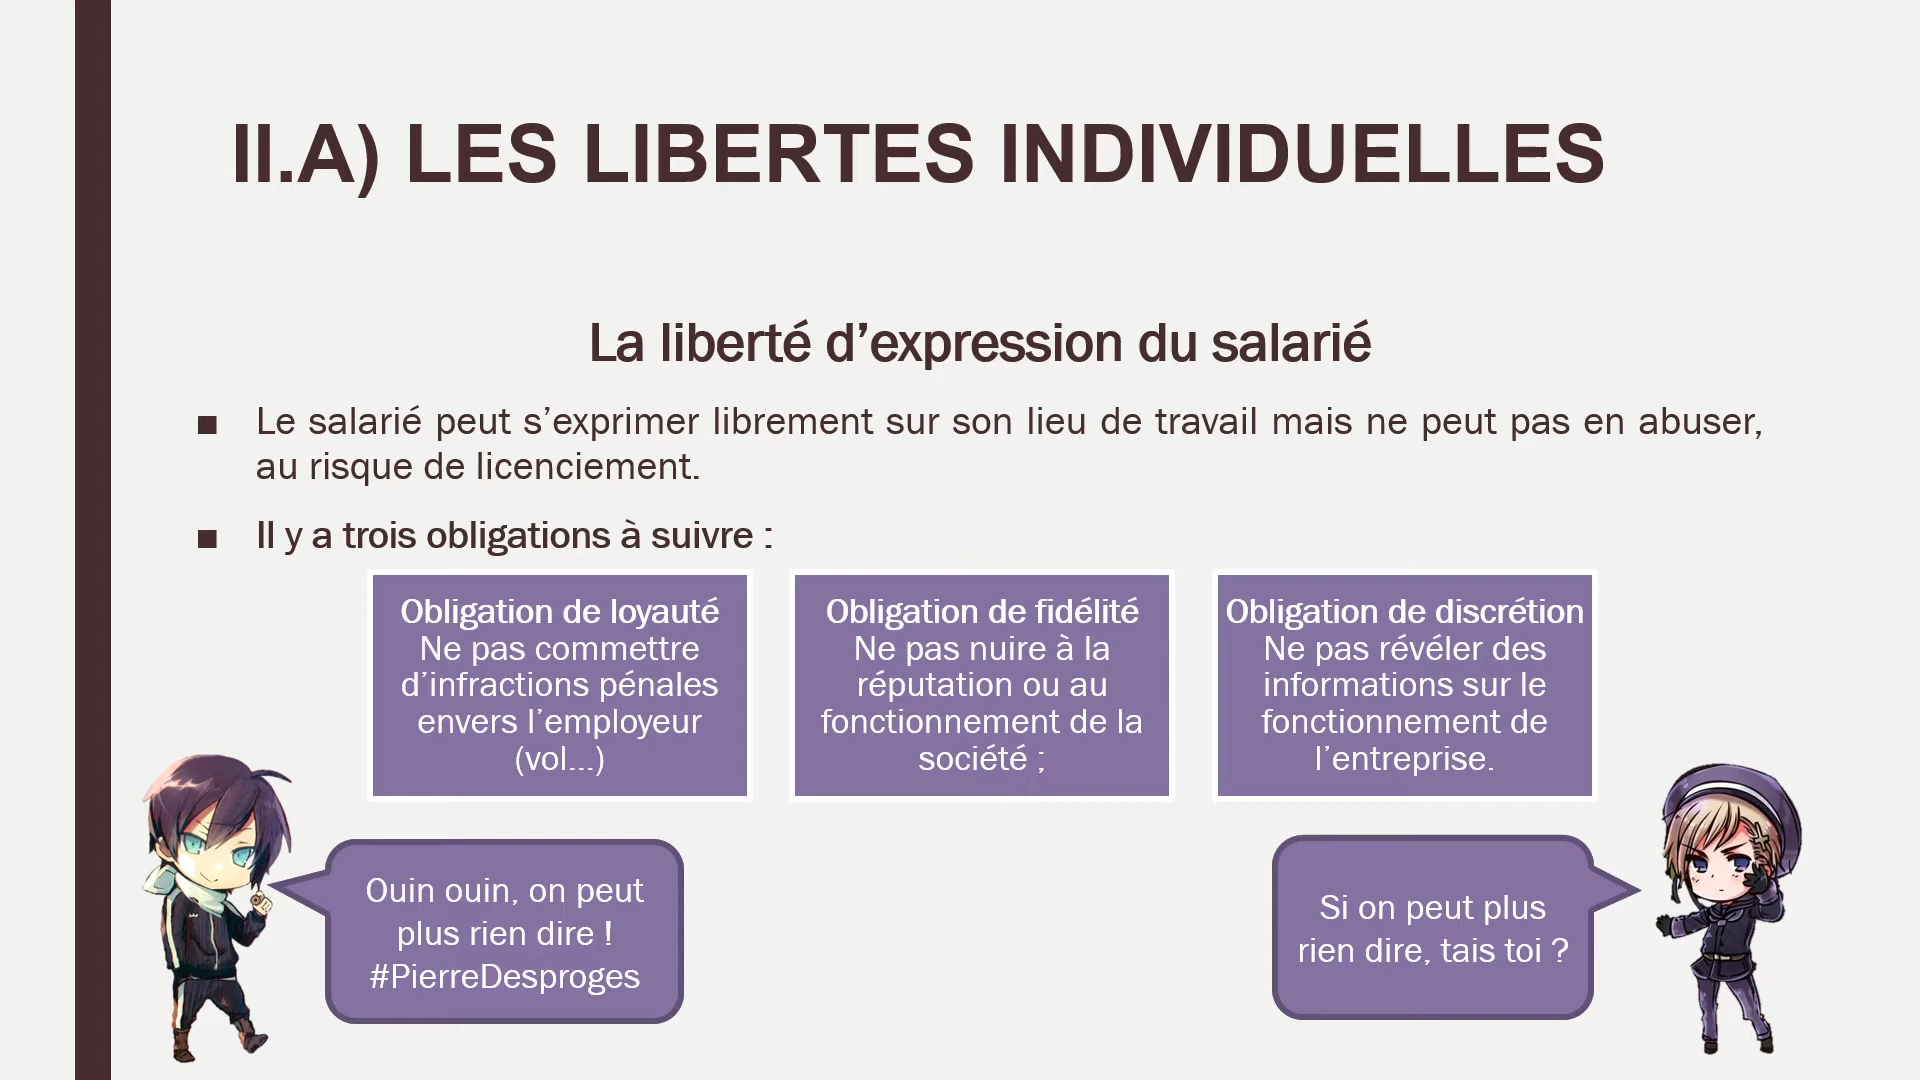 II.A) LES LIBERTES INDIVIDUELLES
La liberté d’expression du salarié
▪ Le salarié peut s’exprimer librement sur son lieu de travail mais ne peut pas en abuser,
au risque de licenciement.
▪ Il y a trois obligations à suivre :
Obligation de loyauté
Ne pas commettre
d’infractions pénales
envers l’employeur
(vol…)
Obligation de fidélité
Ne pas nuire à la
réputation ou au
fonctionnement de la
société ;
Obligation de discrétion
Ne pas révéler des
informations sur le
fonctionnement de
l’entreprise.
Ouin ouin, on peut
plus rien dire !
#PierreDesproges
Si on peut plus
rien dire, tais toi ?